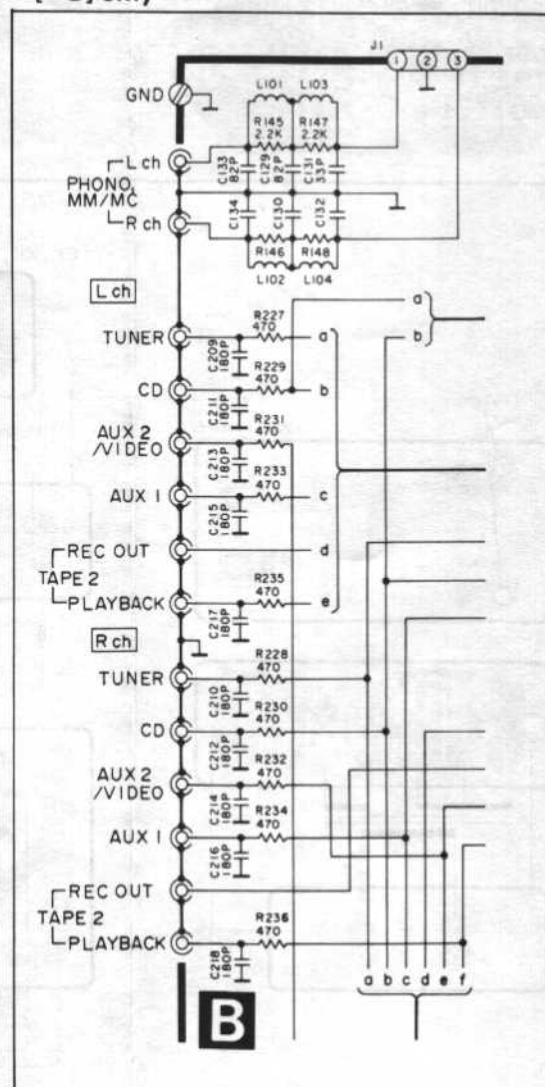 J1
1 2 3
GND
L101 L103
R145 R147
2.2K 2.2K
C133 82P C129 82P C131 33P
L ch
PHONO, MM/MC
R ch
C134 C130 C132
R146 R148
L102 L104
L ch
a
b
R227
470
TUNER
a
C209 180P
R229
470
CD
b
C211 180P
R231
470
AUX 2
/VIDEO
C213 180P
R233
470
AUX 1
c
C215 180P
REC OUT
d
TAPE 2
R235
470
PLAYBACK
e
C217 180P
R ch
R228
470
TUNER
C210 180P
R230
470
CD
C212 180P
R232
470
AUX 2
/VIDEO
C214 180P
R234
470
AUX 1
C216 180P
REC OUT
TAPE 2
R236
470
PLAYBACK
C218 180P
a b c d e f
B